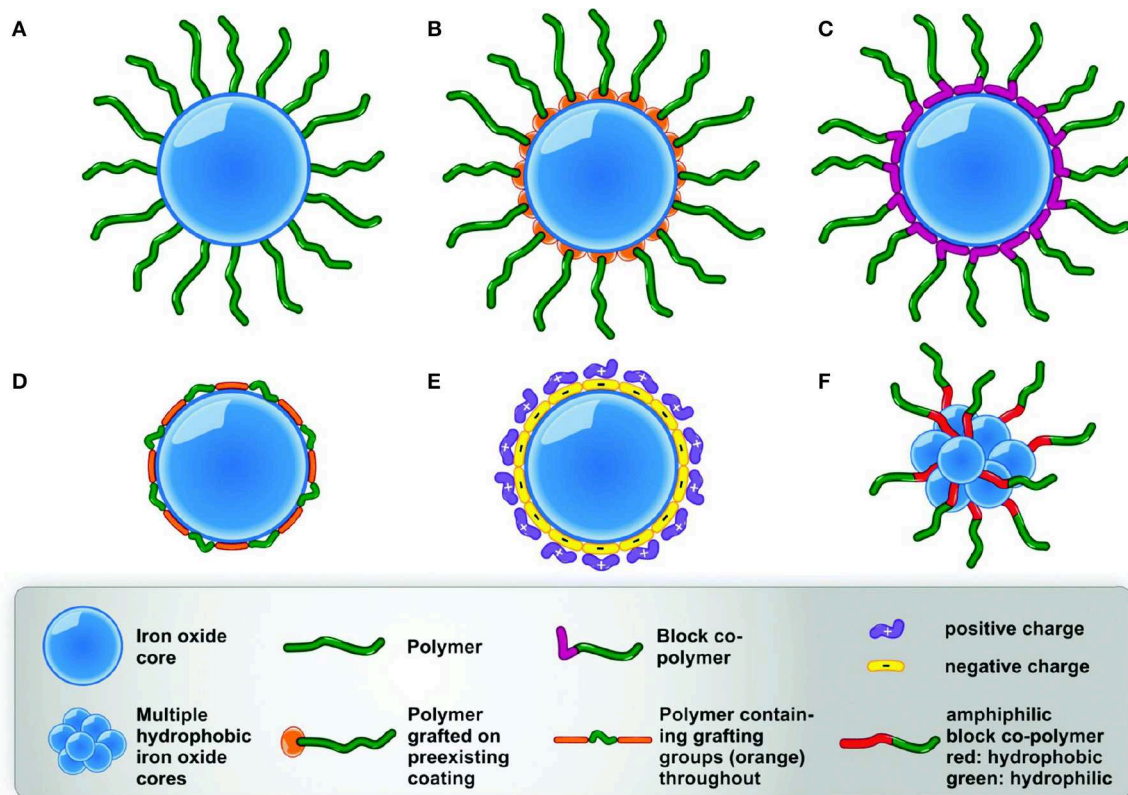 A
B
C
D
E
+
-
F
Iron oxide
core
Polymer
Block co-
polymer
+
positive charge
-
negative charge
Multiple
hydrophobic
iron oxide
cores
Polymer
grafted on
preexisting
coating
Polymer contain-
ing grafting
groups (orange)
throughout
amphiphilic
block co-polymer
red: hydrophobic
green: hydrophilic